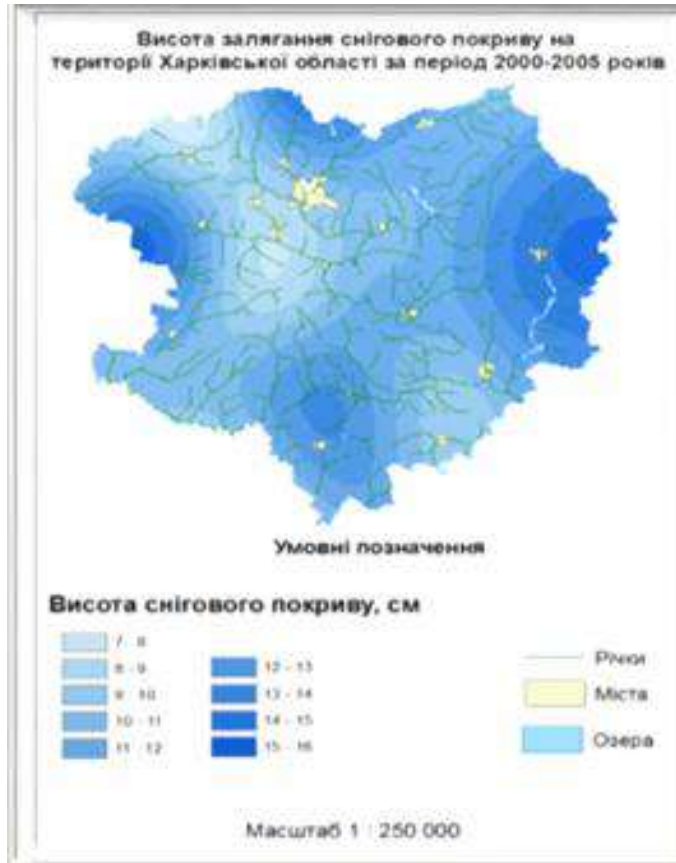 Висота залягання снігового покриву на
території Харківської області за період 2000-2005 років
Умовні позначення
Висота снігового покриву, см
7 - 8
8 - 9
9 - 10
10 - 11
11 - 12
12 - 13
13 - 14
14 - 15
15 - 16
Річки
Міста
Озера
Масштаб 1 : 250 000